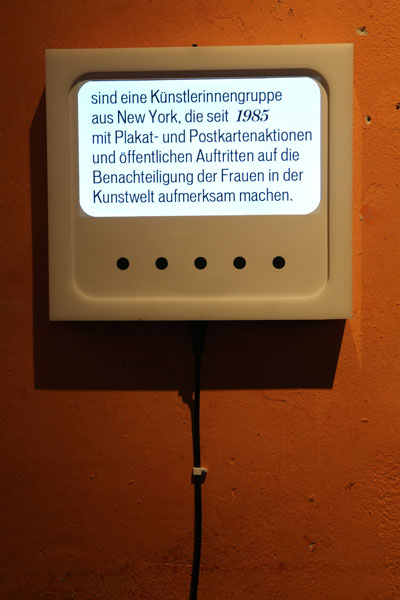 sind eine Künstlerinnengruppe
aus New York, die seit 1985
mit Plakat- und Postkartenaktionen
und öffentlichen Auftritten auf die
Benachteiligung der Frauen in der
Kunstwelt aufmerksam machen.